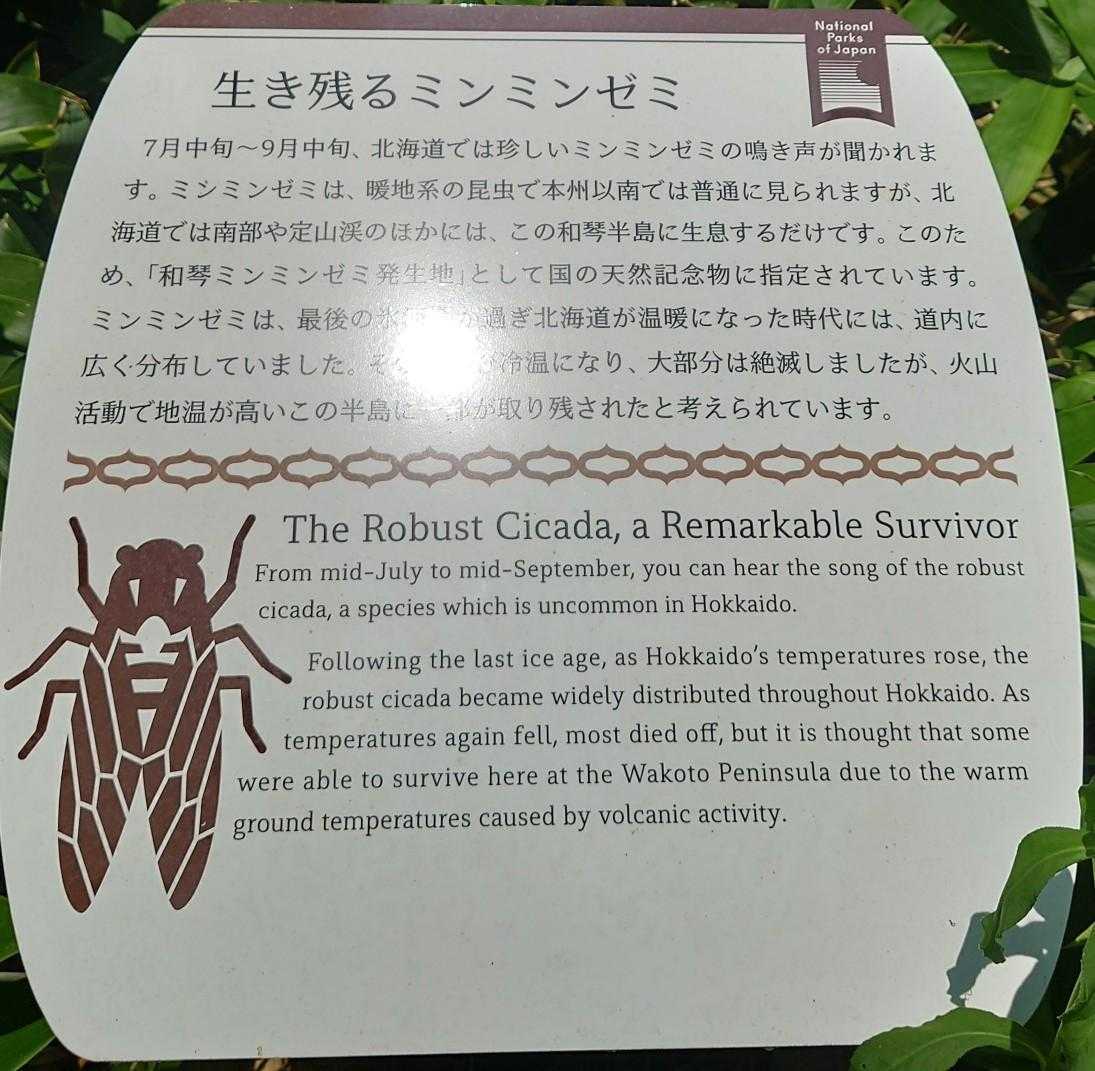 National
Parks
of Japan
生き残るミンミンゼミ
7月中旬~9月中旬、北海道では珍しいミンミンゼミの鳴き声が聞かれま
す。ミシミンゼミは、暖地系の昆虫で本州以南では普通に見られますが、北
海道では南部や定山渓のほかには、この和琴半島に生息するだけです。このた
め、「和琴ミンミンゼミ発生地」として国の天然記念物に指定されています。
ミンミンゼミは、最後の氷 が過ぎ北海道が温暖になった時代には、道内に
広く分布していました。そ 冷温になり、大部分は絶滅しましたが、火山
活動で地温が高いこの半島に一部が取り残されたと考えられています。
The Robust Cicada, a Remarkable Survivor
From mid-July to mid-September, you can hear the song of the robust
cicada, a species which is uncommon in Hokkaido.
Following the last ice age, as Hokkaido's temperatures rose, the
robust cicada became widely distributed throughout Hokkaido. As
temperatures again fell, most died off, but it is thought that some
were able to survive here at the Wakoto Peninsula due to the warm
ground temperatures caused by volcanic activity.